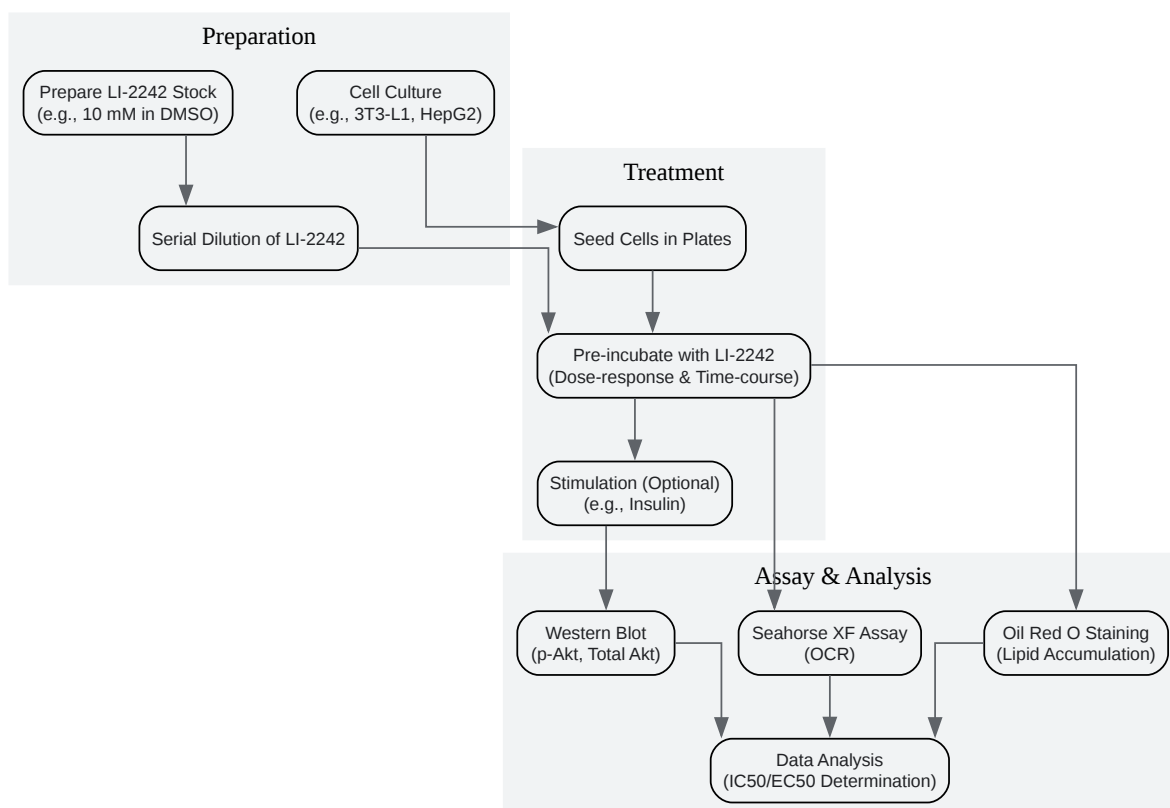 Preparation
Prepare LI-2242 Stock
(e.g., 10 mM in DMSO)
Cell Culture
(e.g., 3T3-L1, HepG2)
Serial Dilution of LI-2242
Treatment
Seed Cells in Plates
Pre-incubate with LI-2242
(Dose-response & Time-course)
Stimulation (Optional)
(e.g., Insulin)
Assay & Analysis
Western Blot
(p-Akt, Total Akt)
Seahorse XF Assay
(OCR)
Oil Red O Staining
(Lipid Accumulation)
Data Analysis
(IC50/EC50 Determination)